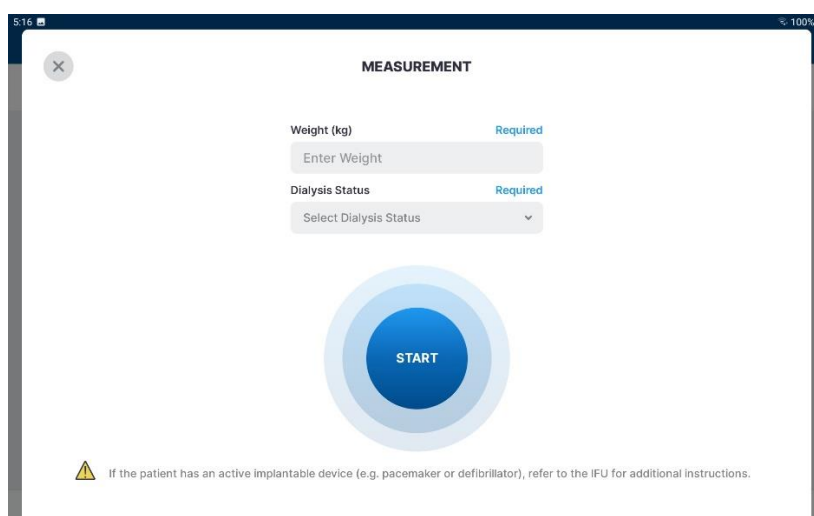 5:16 100%
MEASUREMENT
Weight (kg) Required
Enter Weight
Dialysis Status Required
Select Dialysis Status
START
If the patient has an active implantable device (e.g. pacemaker or defibrillator), refer to the IFU for additional instructions.